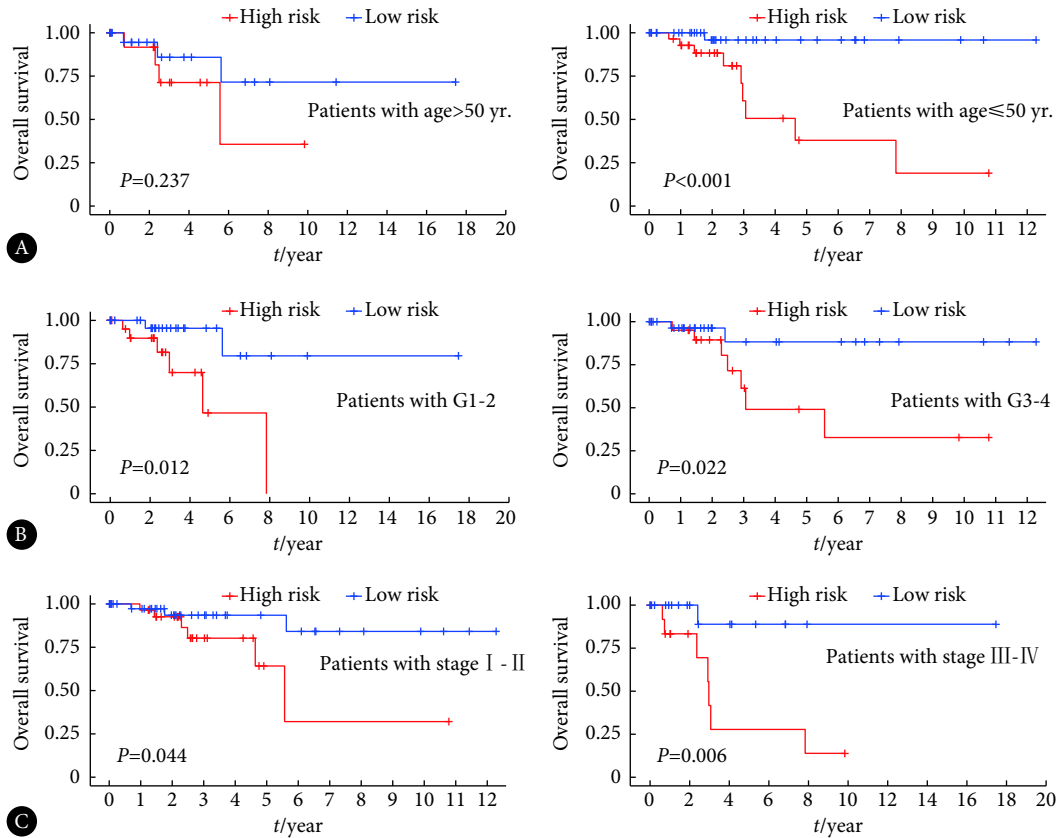 High risk Low risk
1.00
0.75
0.50
0.25
0
Overall survival
Patients with age>50 yr.
P=0.237
0 2 4 6 8 10 12 14 16 18 20
t/year
High risk Low risk
1.00
0.75
0.50
0.25
0
Overall survival
Patients with age≤50 yr.
P<0.001
0 1 2 3 4 5 6 7 8 9 10 11 12
t/year
A
High risk Low risk
1.00
0.75
0.50
0.25
0
Overall survival
Patients with G1-2
P=0.012
0 2 4 6 8 10 12 14 16 18 20
t/year
High risk Low risk
1.00
0.75
0.50
0.25
0
Overall survival
Patients with G3-4
P=0.022
0 1 2 3 4 5 6 7 8 9 10 11 12
t/year
B
High risk Low risk
1.00
0.75
0.50
0.25
0
Overall survival
Patients with stage Ⅰ-Ⅱ
P=0.044
0 1 2 3 4 5 6 7 8 9 10 11 12
t/year
High risk Low risk
1.00
0.75
0.50
0.25
0
Overall survival
Patients with stage Ⅲ-Ⅳ
P=0.006
0 2 4 6 8 10 12 14 16 18 20
t/year
C